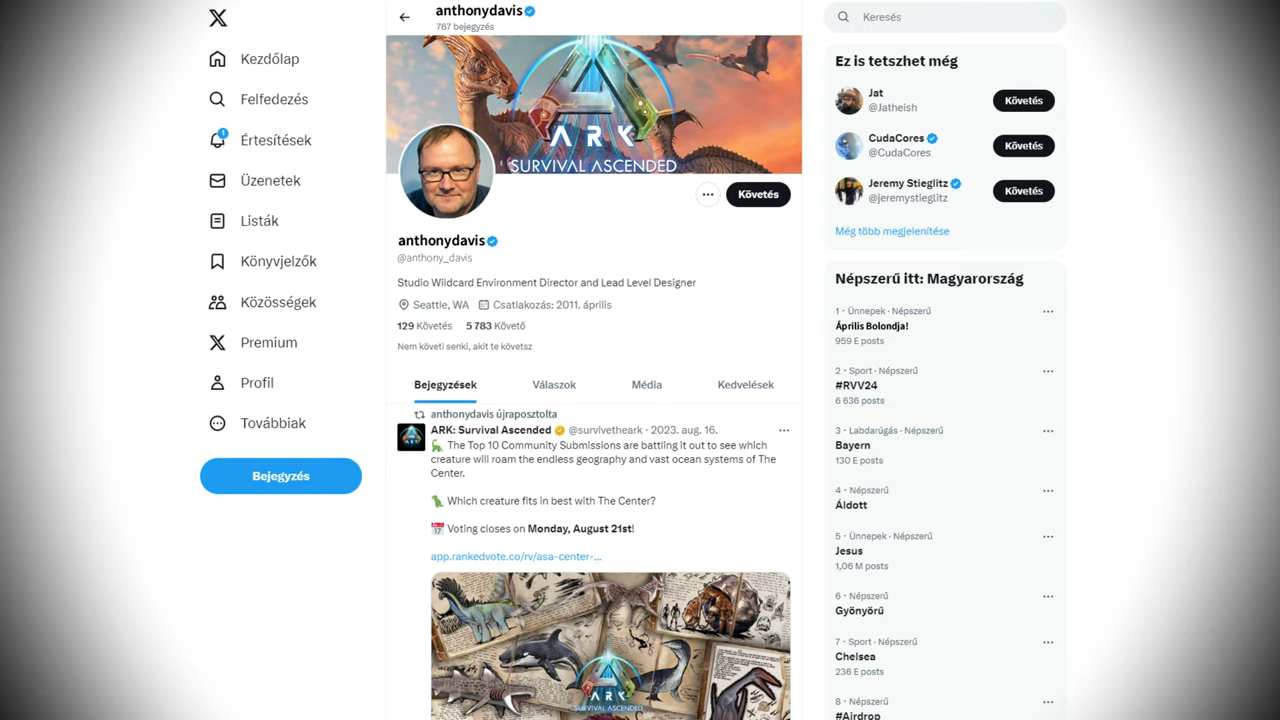 Kezdőlap
Felfedezés
1
Értesítések
Üzenetek
Listák
Könyvjelzők
Közösségek
Premium
Profil
Továbbiak
Bejegyzés
anthonydavis
767 bejegyzés
ARK
SURVIVAL ASCENDED
Követés
anthonydavis
@anthony_davis
Studio Wildcard Environment Director and Lead Level Designer
Seattle, WA Csatlakozás: 2011. április
129 Követés 5 783 Követő
Nem követi senki, akit te követsz
Bejegyzések Válaszok Média Kedvelések
anthonydavis újraposztolta
ARK: Survival Ascended @survivetheark · 2023. aug. 16.
The Top 10 Community Submissions are battling it out to see which
creature will roam the endless geography and vast ocean systems of The
Center.
Which creature fits in best with The Center?
17 Voting closes on Monday, August 21st!
app.rankedvote.co/rv/asa-center-...
ARK
SURVIVAL ASCENDED
Keresés
Ez is tetszhet még
Jat
@Jatheish
Követés
CudaCores
@CudaCores
Követés
Jeremy Stieglitz
@jeremystieglitz
Követés
Még több megjelenítése
Népszerű itt: Magyarország
1 · Ünnepek · Népszerű
Április Bolondja!
959 E posts
2 · Sport · Népszerű
#RVV24
6 636 posts
3 · Labdarúgás · Népszerű
Bayern
130 E posts
4 · Népszerű
Áldott
5 · Ünnepek · Népszerű
Jesus
1,06 M posts
6 · Népszerű
Gyönyörű
7 · Sport · Népszerű
Chelsea
236 E posts
8 · Népszerű
#Airdrop